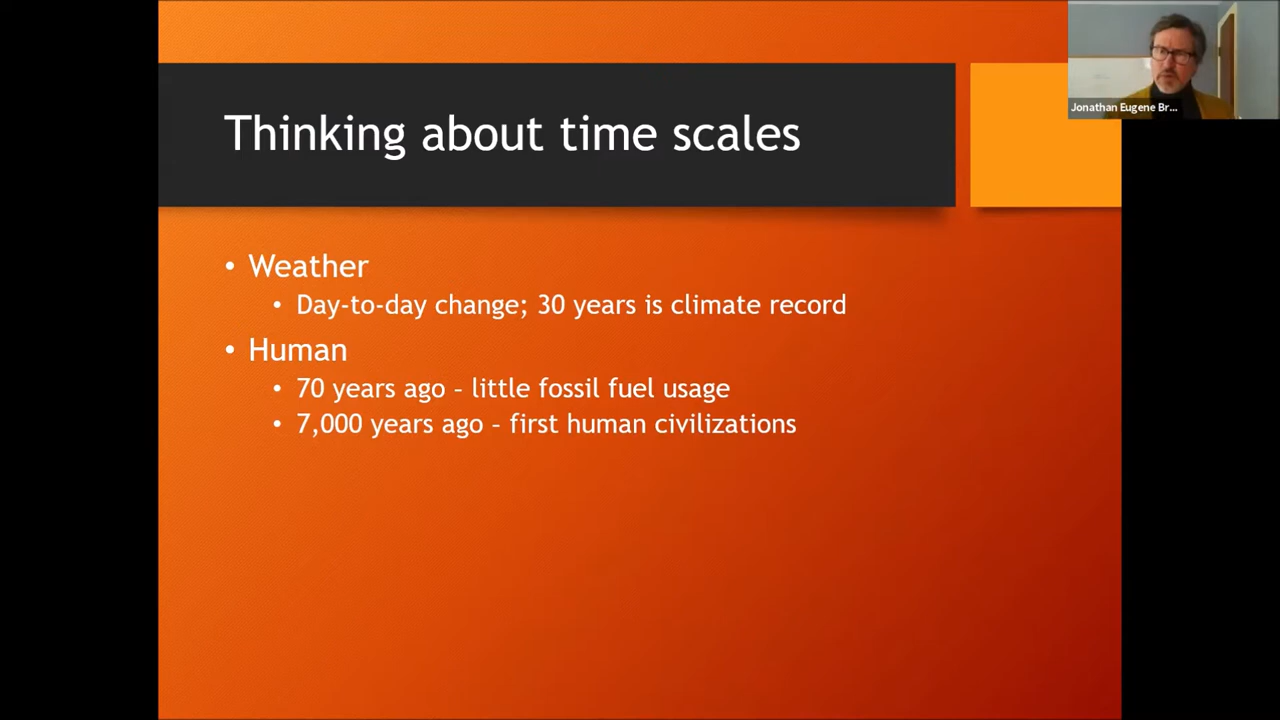 Thinking about time scales
Jonathan Eugene Br...
• Weather
• Day-to-day change; 30 years is climate record
• Human
• 70 years ago – little fossil fuel usage
• 7,000 years ago – first human civilizations